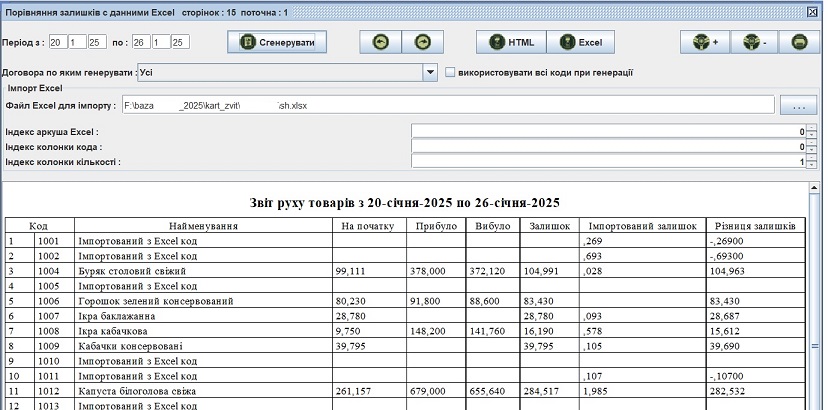 Порівняння залишків с данними Excel сторінок : 15 поточна : 1
Період з : 20 1 25 по : 26 1 25 Сгенерувати HTML Excel + -
Договора по яким генерувати : Усі використовувати всі коди при генерації
Імпорт Excel
Файл Excel для імпорту : F:\baza _2025\kart_zvit\ sh.xlsx ...
Індекс аркуша Excel : 0
Індекс колонки кода : 0
Індекс колонки кількості : 1
Звіт руху товарів з 20-січня-2025 по 26-січня-2025
Код Найменування На початку Прибуло Вибуло Залишок Імпортований залишок Різниця залишків
1 1001 Імпортований з Excel код ,269 -,26900
2 1002 Імпортований з Excel код ,693 -,69300
3 1004 Буряк столовий свіжий 99,111 378,000 372,120 104,991 ,028 104,963
4 1005 Імпортований з Excel код
5 1006 Горошок зелений консервований 80,230 91,800 88,600 83,430 83,430
6 1007 Ікра баклажанна 28,780 28,780 ,093 28,687
7 1008 Ікра кабачкова 9,750 148,200 141,760 16,190 ,578 15,612
8 1009 Кабачки консервовані 39,795 39,795 ,105 39,690
9 1010 Імпортований з Excel код
10 1011 Імпортований з Excel код ,107 -,10700
11 1012 Капуста білоголова свіжа 261,157 679,000 655,640 284,517 1,985 282,532
12 1013 Імпортований з Excel код